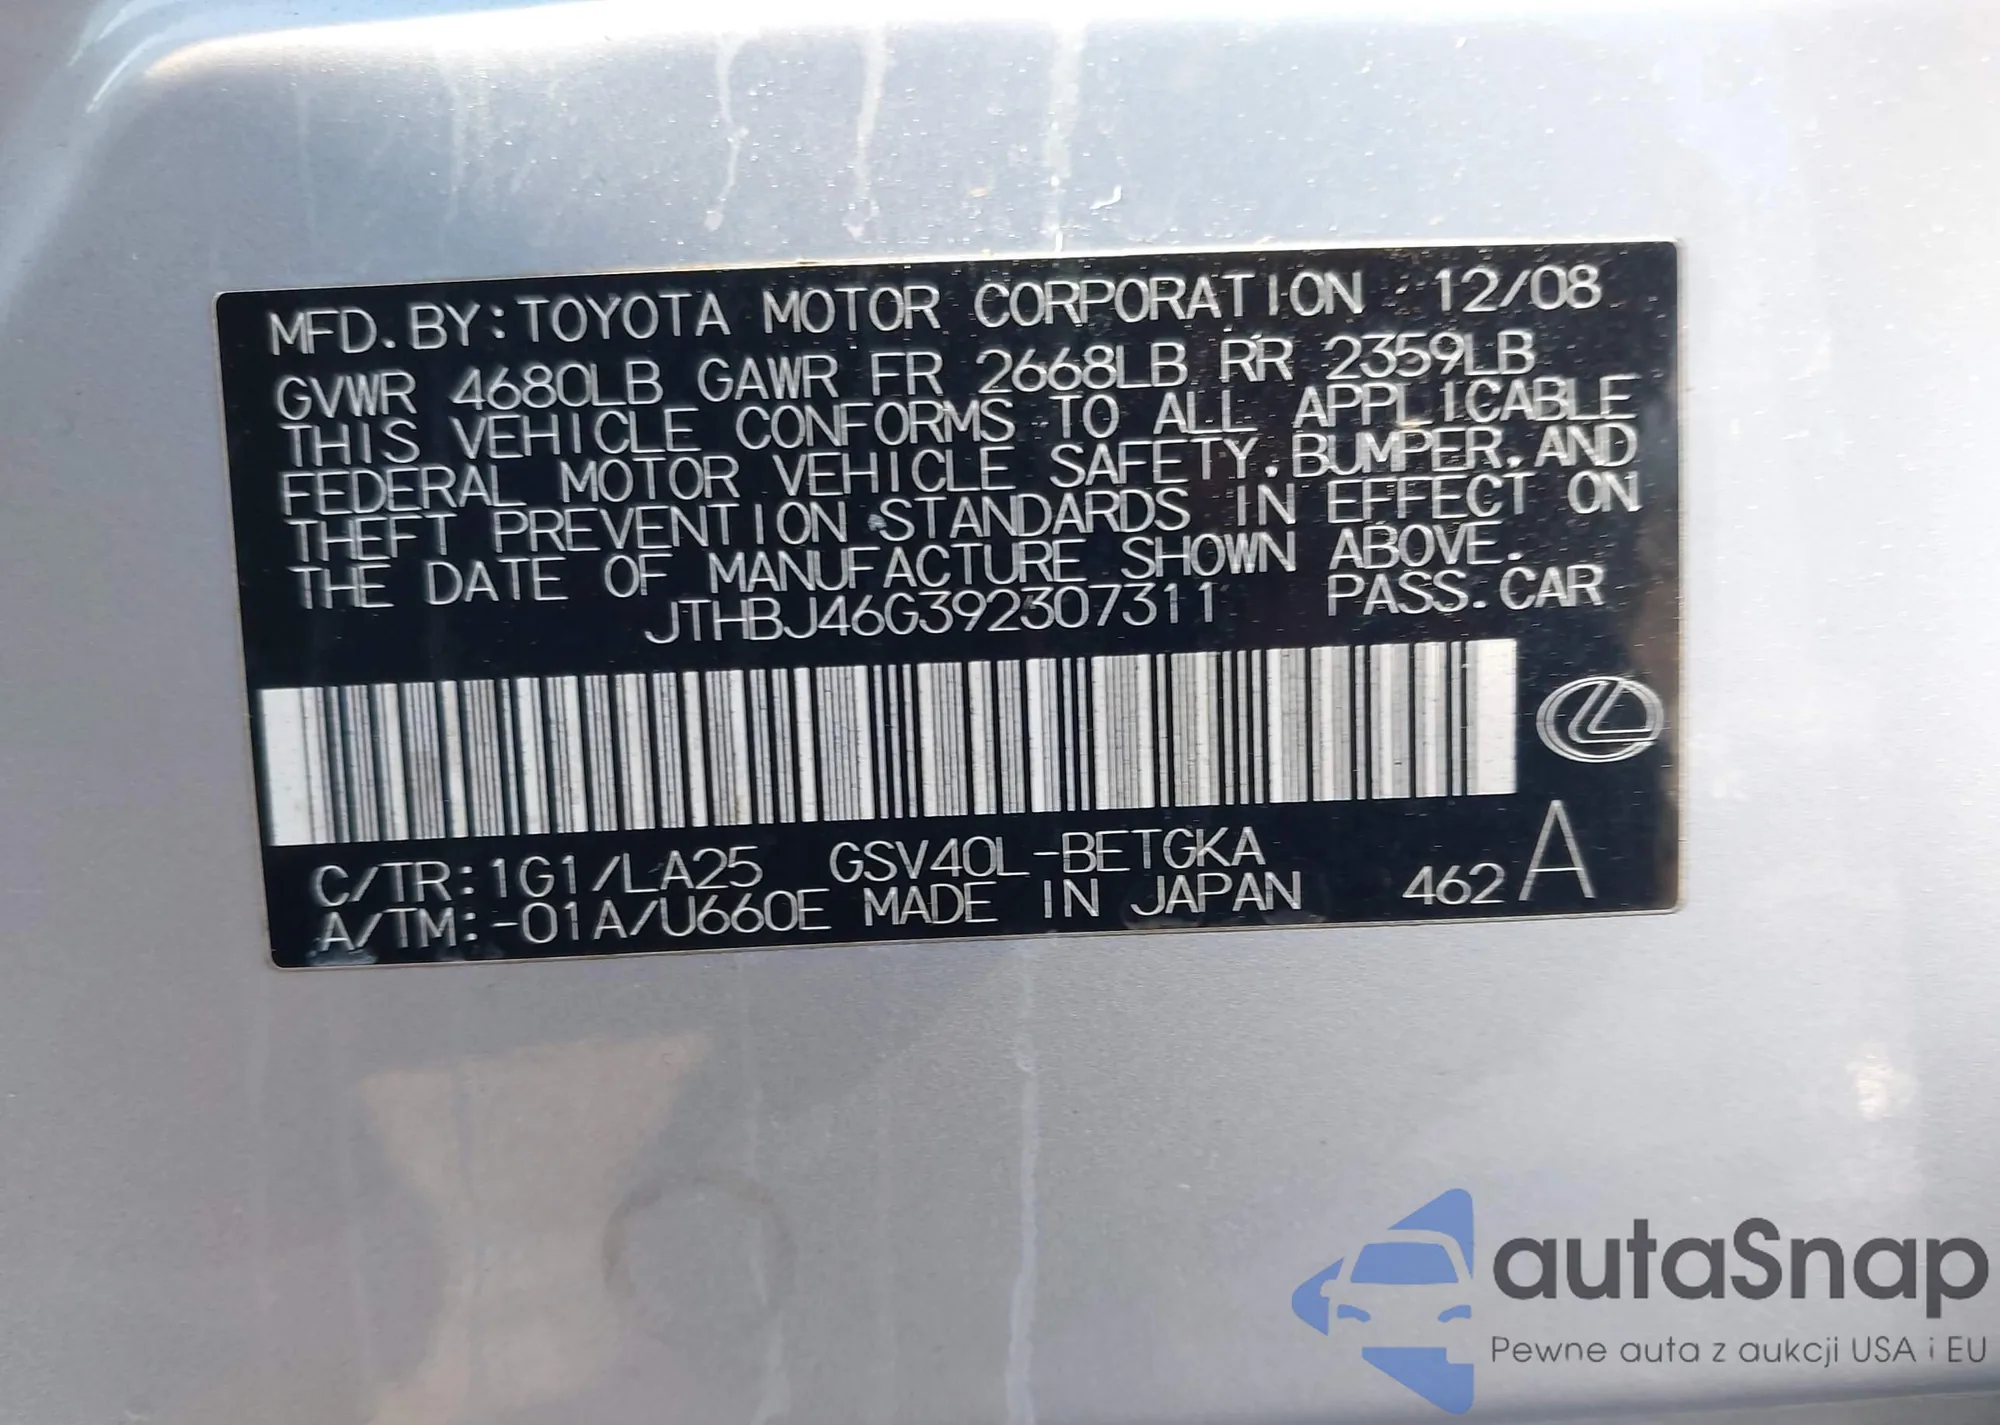 MFD. BY: TOYOTA MOTOR CORPORATION 12/08
GVWR 4680LB GAWR FR 2668LB RR 2359LB
THIS VEHICLE CONFORMS TO ALL APPLICABLE
FEDERAL MOTOR VEHICLE SAFETY, BUMPER, AND
THEFT PREVENTION STANDARDS IN EFFECT ON
THE DATE OF MANUFACTURE SHOWN ABOVE.
JTHBJ46G392307311 PASS. CAR
C/TR: 1G1/LA25 GSV40L-BETGKA
A/TM: -01A/U660E MADE IN JAPAN 462 A
autaSnap
Pewne auta z aukcji USA i EU